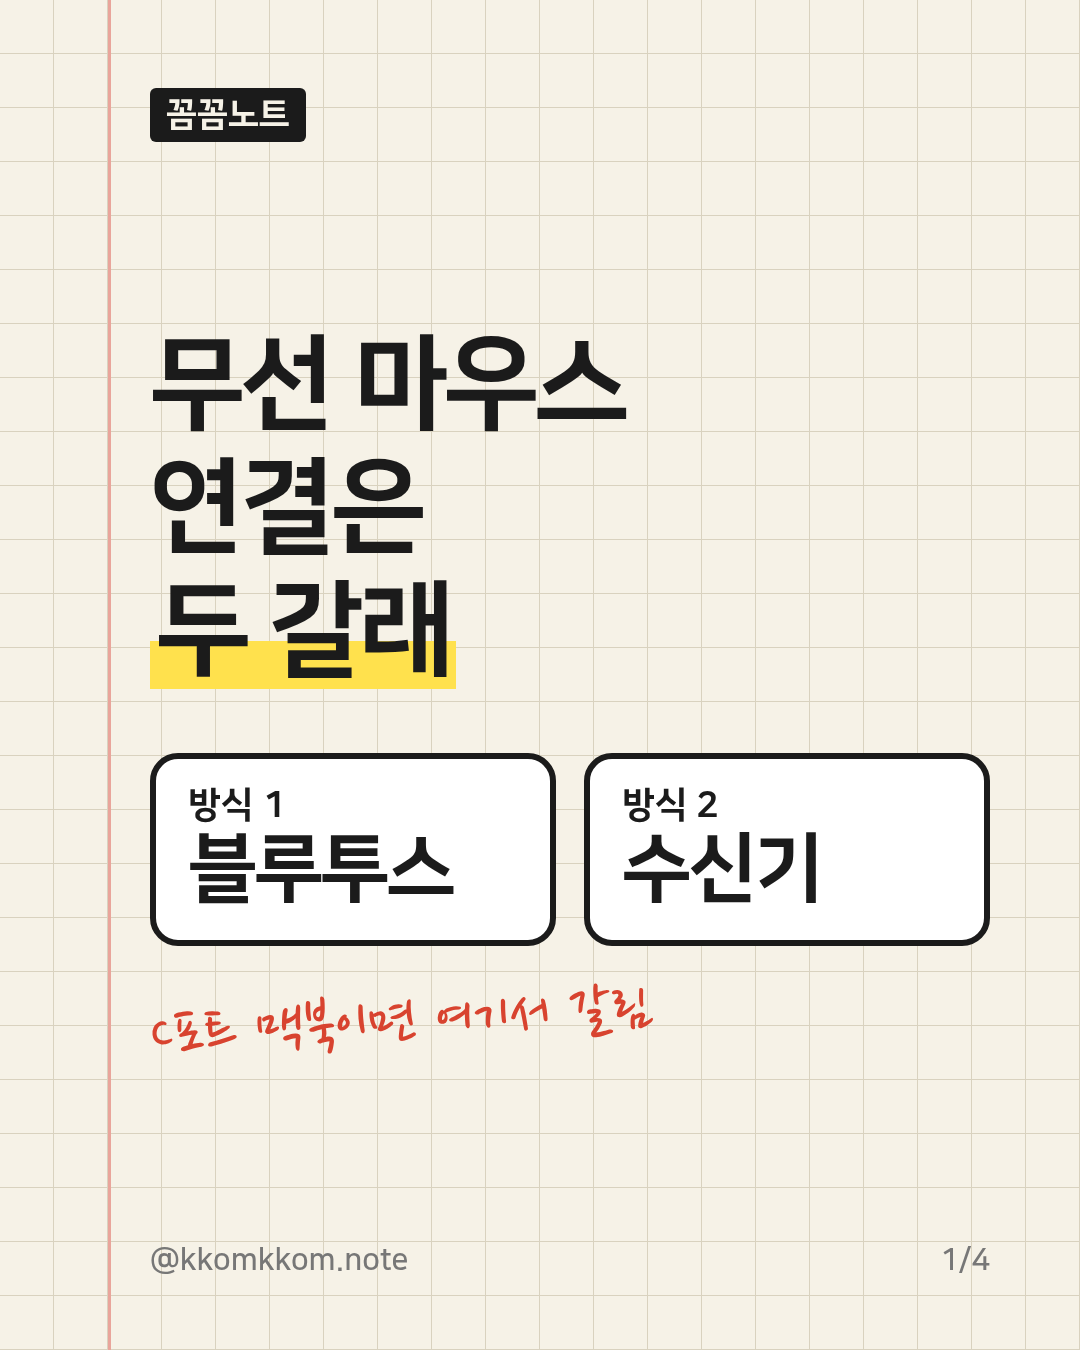 꼼꼼노트
무선 마우스
연결은
두 갈래
방식 1
블루투스
방식 2
수신기
C포트 맥북이면 여기서 갈림
@kkomkkom.note
1/4